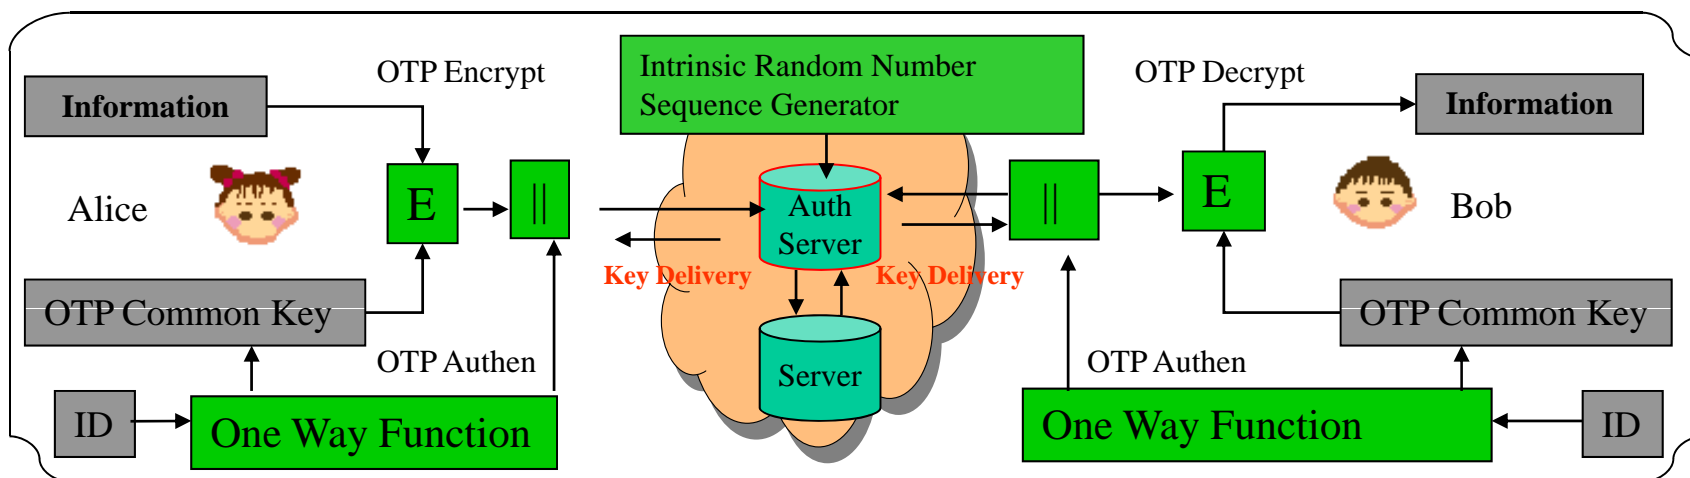 OTP Encrypt
Intrinsic Random Number
Sequence Generator
OTP Decrypt
Information
Information
Alice
E
||
Auth
Server
||
E
Bob
Key Delivery
Key Delivery
OTP Common Key
OTP Common Key
OTP Authen
Server
OTP Authen
ID
One Way Function
One Way Function
ID